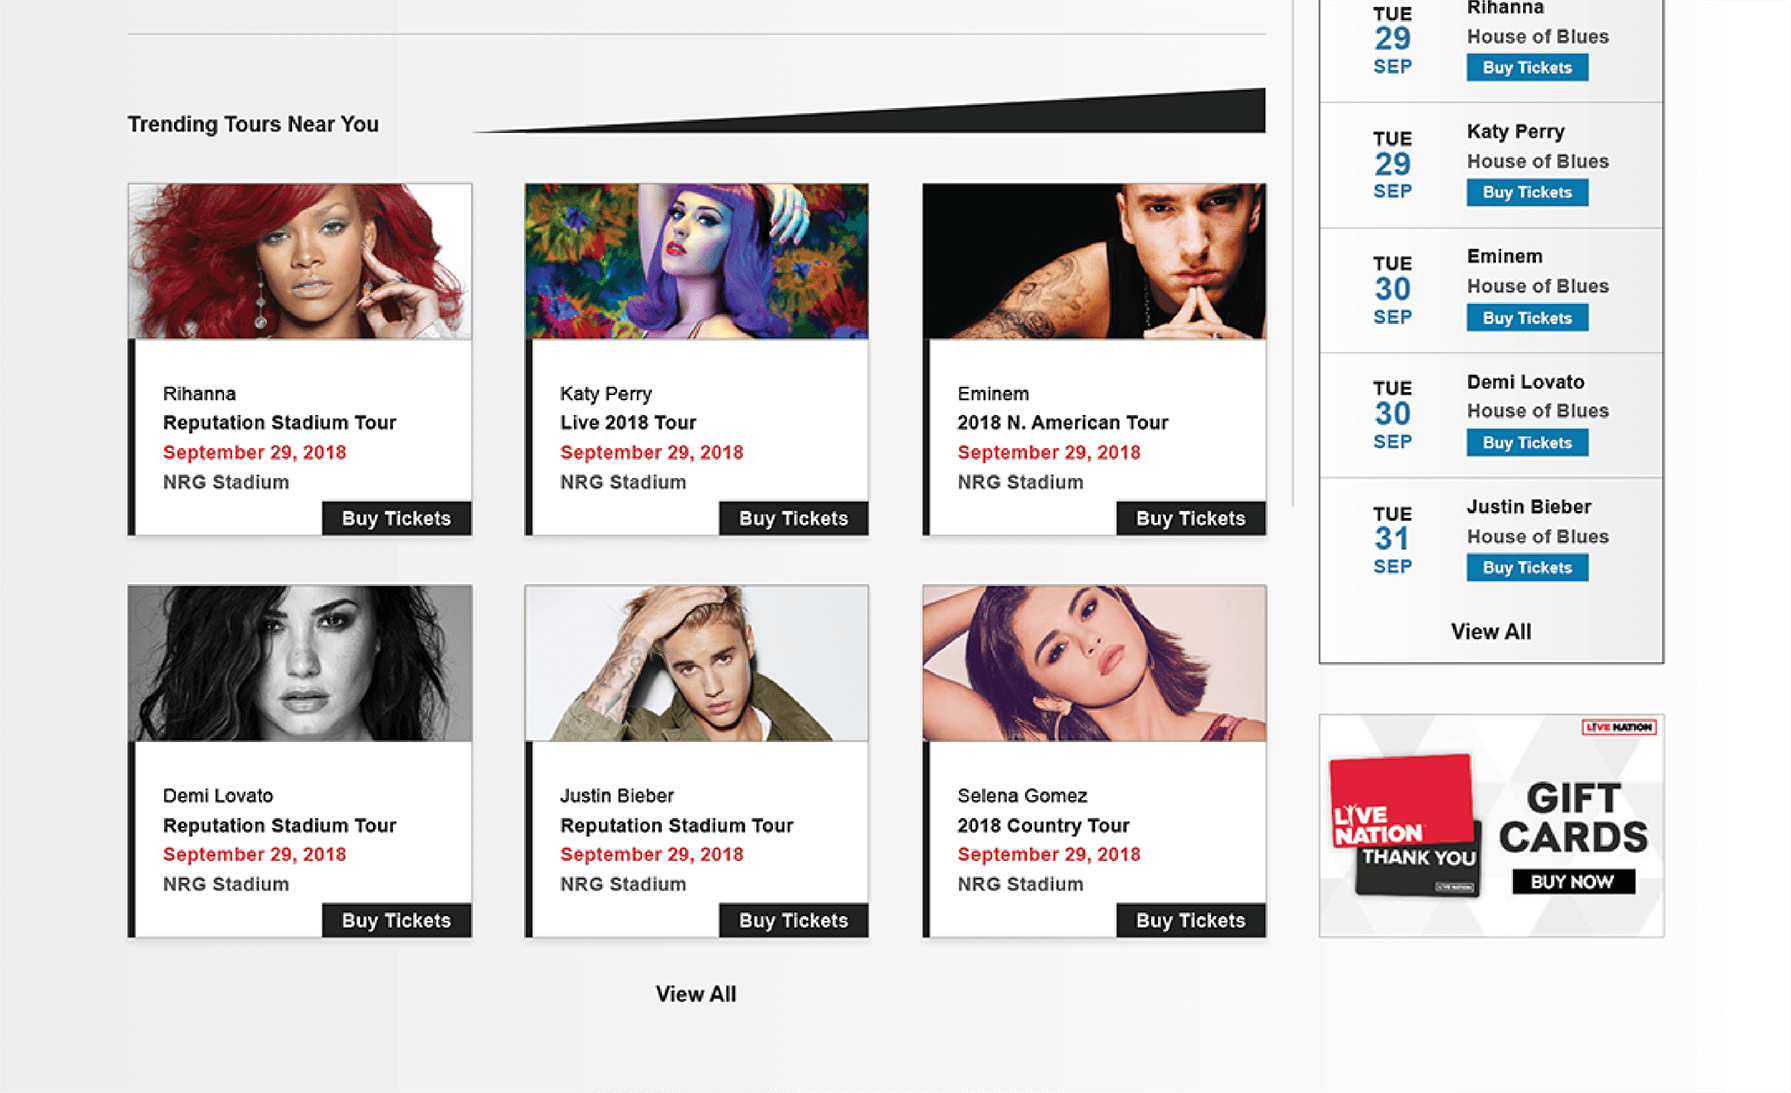 Trending Tours Near You
Rihanna
Reputation Stadium Tour
September 29, 2018
NRG Stadium
Buy Tickets
Katy Perry
Live 2018 Tour
September 29, 2018
NRG Stadium
Buy Tickets
Eminem
2018 N. American Tour
September 29, 2018
NRG Stadium
Buy Tickets
Demi Lovato
Reputation Stadium Tour
September 29, 2018
NRG Stadium
Buy Tickets
Justin Bieber
Reputation Stadium Tour
September 29, 2018
NRG Stadium
Buy Tickets
Selena Gomez
2018 Country Tour
September 29, 2018
NRG Stadium
Buy Tickets
View All
TUE
29
SEP
Rihanna
House of Blues
Buy Tickets
TUE
29
SEP
Katy Perry
House of Blues
Buy Tickets
TUE
30
SEP
Eminem
House of Blues
Buy Tickets
TUE
30
SEP
Demi Lovato
House of Blues
Buy Tickets
TUE
31
SEP
Justin Bieber
House of Blues
Buy Tickets
View All
LIVE NATION
LIVE
NATION
THANK YOU
LIVE NATION
GIFT
CARDS
BUY NOW